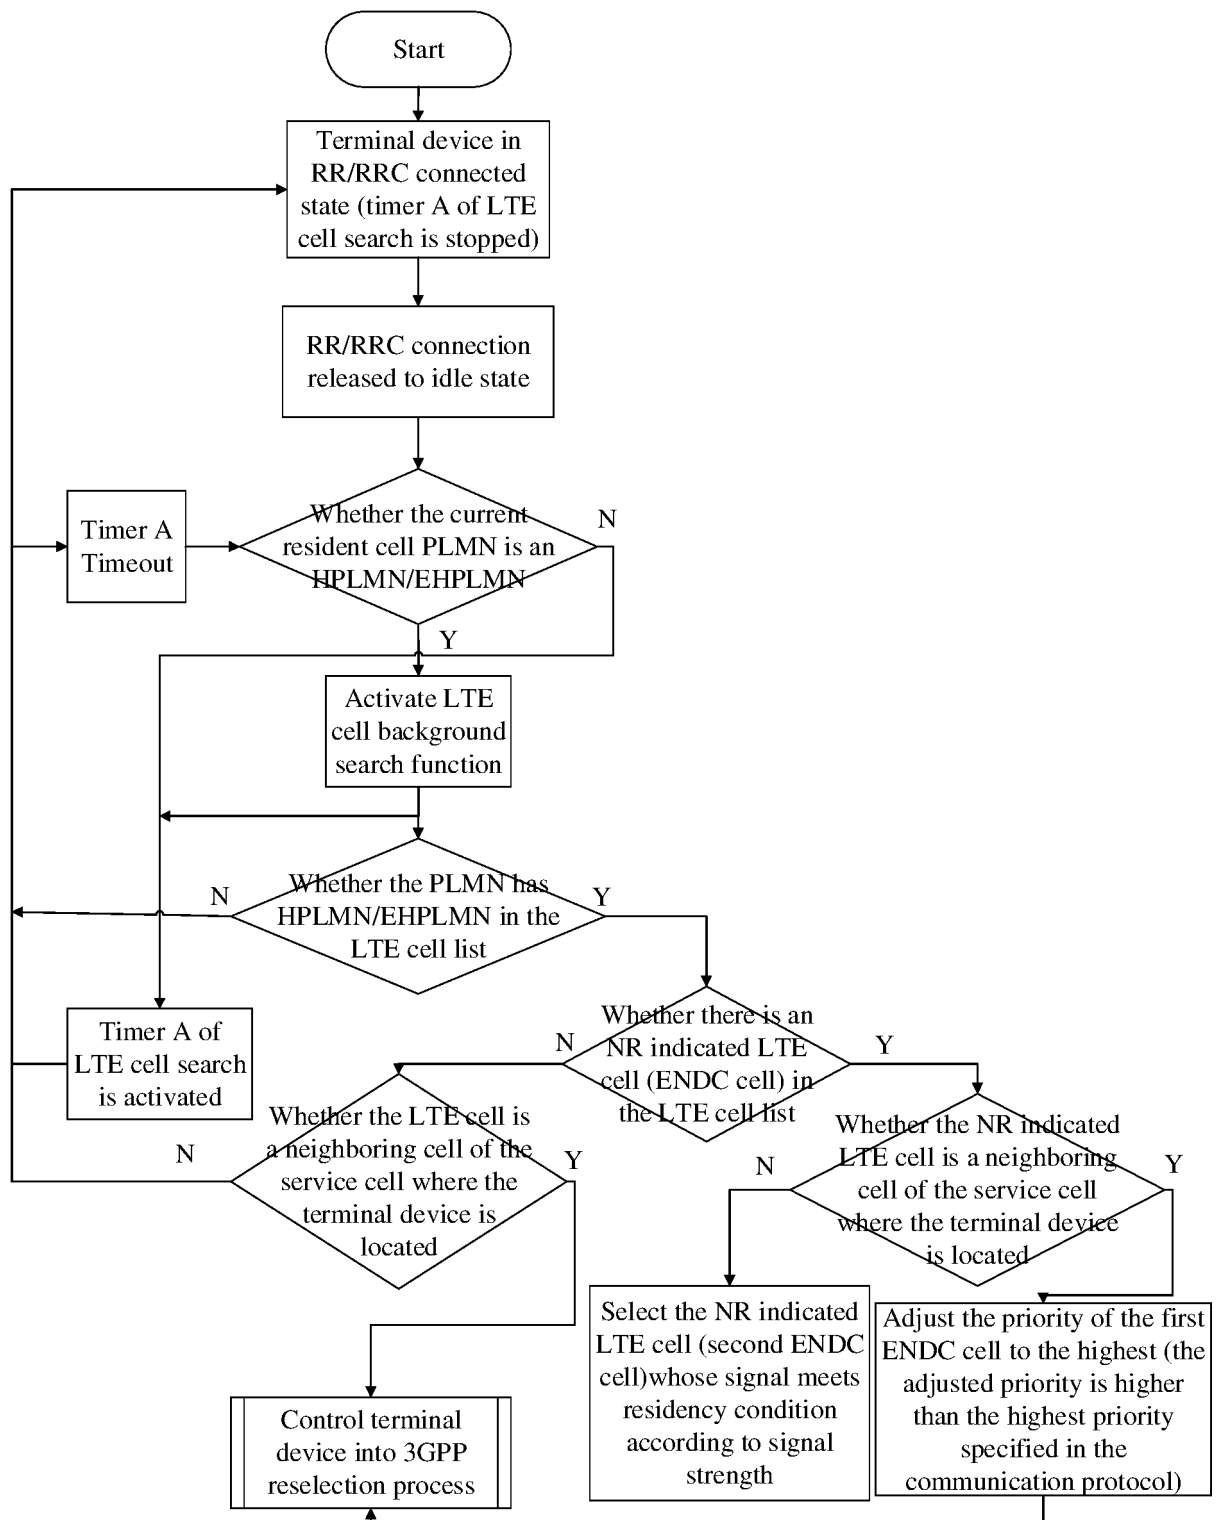 Start
Terminal device in
RR/RRC connected
state (timer A of LTE
cell search is stopped)
RR/RRC connection
released to idle state
Timer A
Timeout
Whether the current
resident cell PLMN is an
HPLMN/EHPLMN
N
Y
Activate LTE
cell background
search function
N
Whether the PLMN has
HPLMN/EHPLMN in the
LTE cell list
Y
Timer A of
LTE cell search
is activated
N
Whether there is an
NR indicated LTE
cell (ENDC cell) in
the LTE cell list
Y
N
Whether the LTE cell is
a neighboring cell of the
service cell where the
terminal device is
located
Y
N
Whether the NR indicated
LTE cell is a neighboring
cell of the service cell
where the terminal device
is located
Y
Control terminal
device into 3GPP
reselection process
Select the NR indicated
LTE cell (second ENDC
cell)whose signal meets
residency condition
according to signal
strength
Adjust the priority of the first
ENDC cell to the highest (the
adjusted priority is higher
than the highest priority
specified in the
communication protocol)